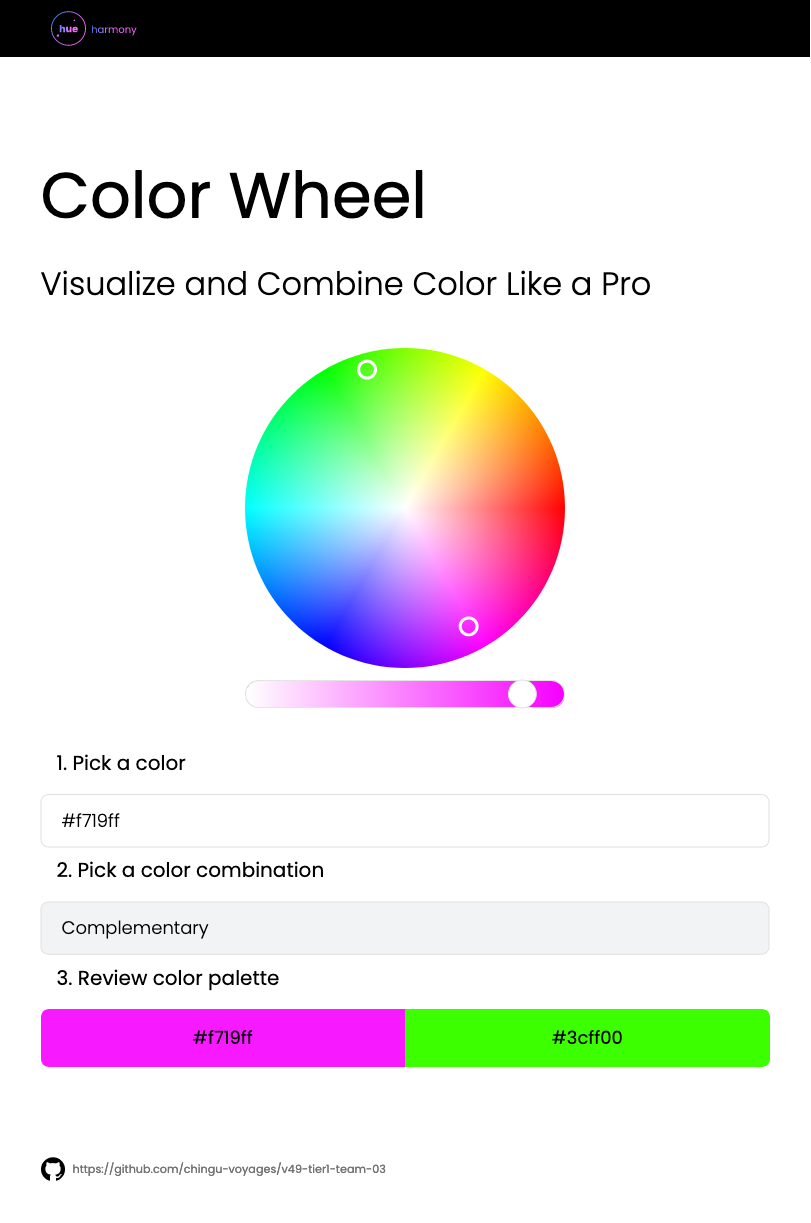 hue harmony
Color Wheel
Visualize and Combine Color Like a Pro
1. Pick a color
#f719ff
2. Pick a color combination
Complementary
3. Review color palette
#f719ff #3cff00
https://github.com/chingu-voyages/v49-tier1-team-03